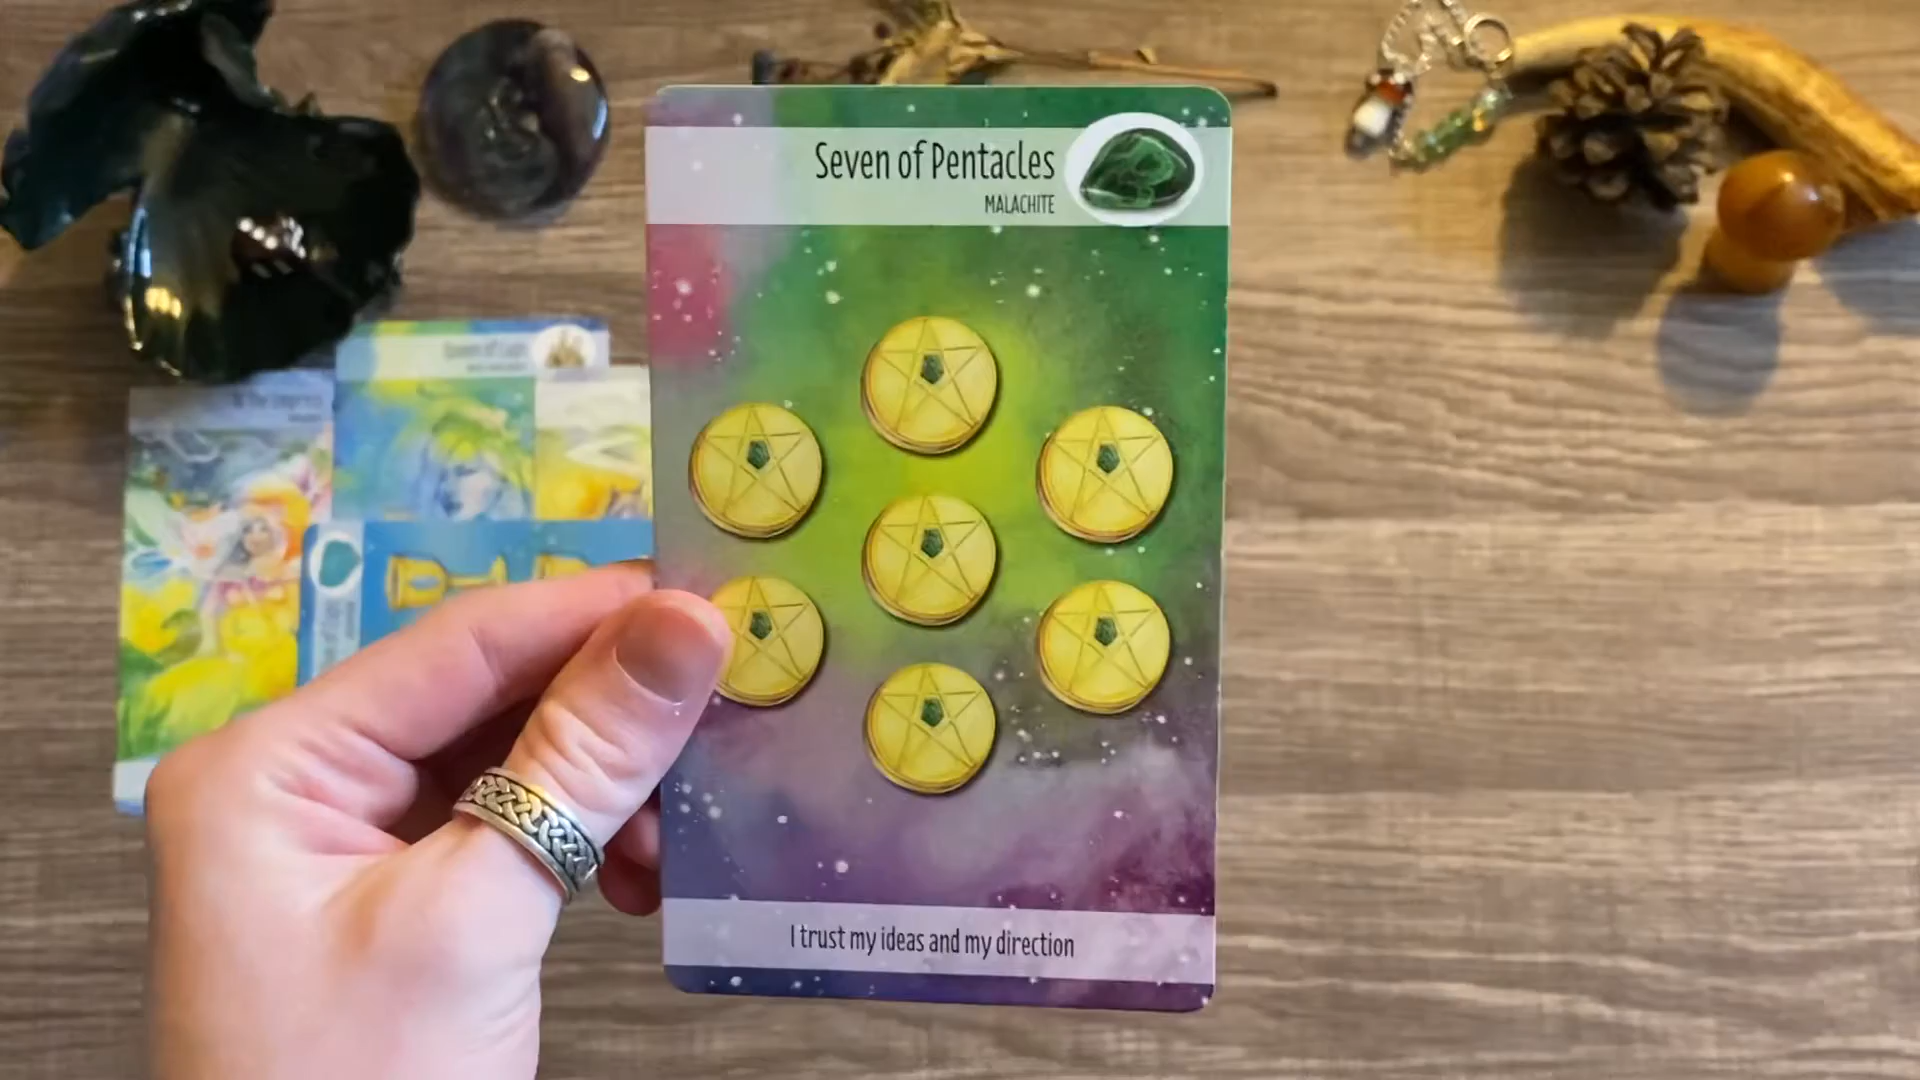 Seven of Pentacles
MALACHITE
I trust my ideas and my direction